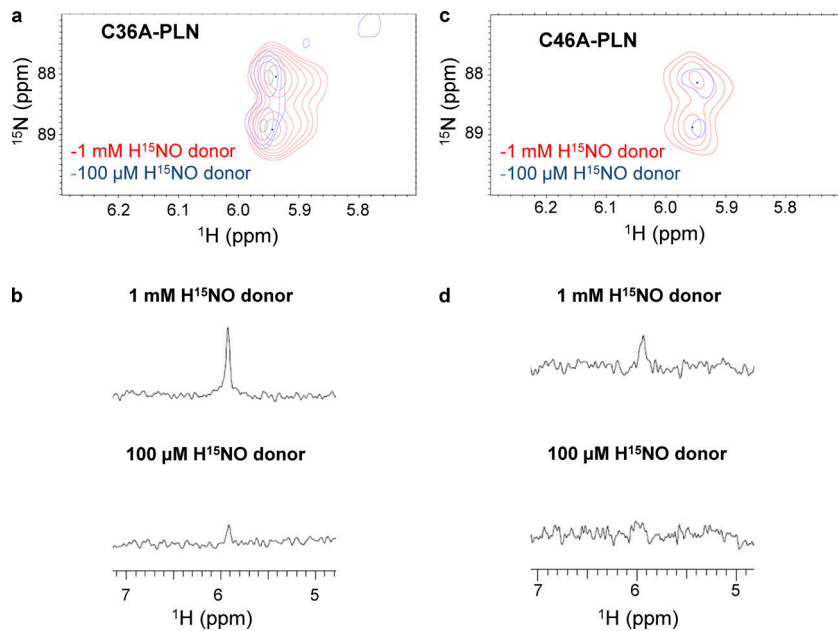 a
C36A-PLN
88
89
¹⁵N (ppm)
-1 mM H¹⁵NO donor
-100 µM H¹⁵NO donor
6.2 6.1 6.0 5.9 5.8
¹H (ppm)
c
C46A-PLN
88
89
¹⁵N (ppm)
-1 mM H¹⁵NO donor
-100 µM H¹⁵NO donor
6.2 6.1 6.0 5.9 5.8
¹H (ppm)
b
1 mM H¹⁵NO donor
100 µM H¹⁵NO donor
7 6 5
¹H (ppm)
d
1 mM H¹⁵NO donor
100 µM H¹⁵NO donor
7 6 5
¹H (ppm)